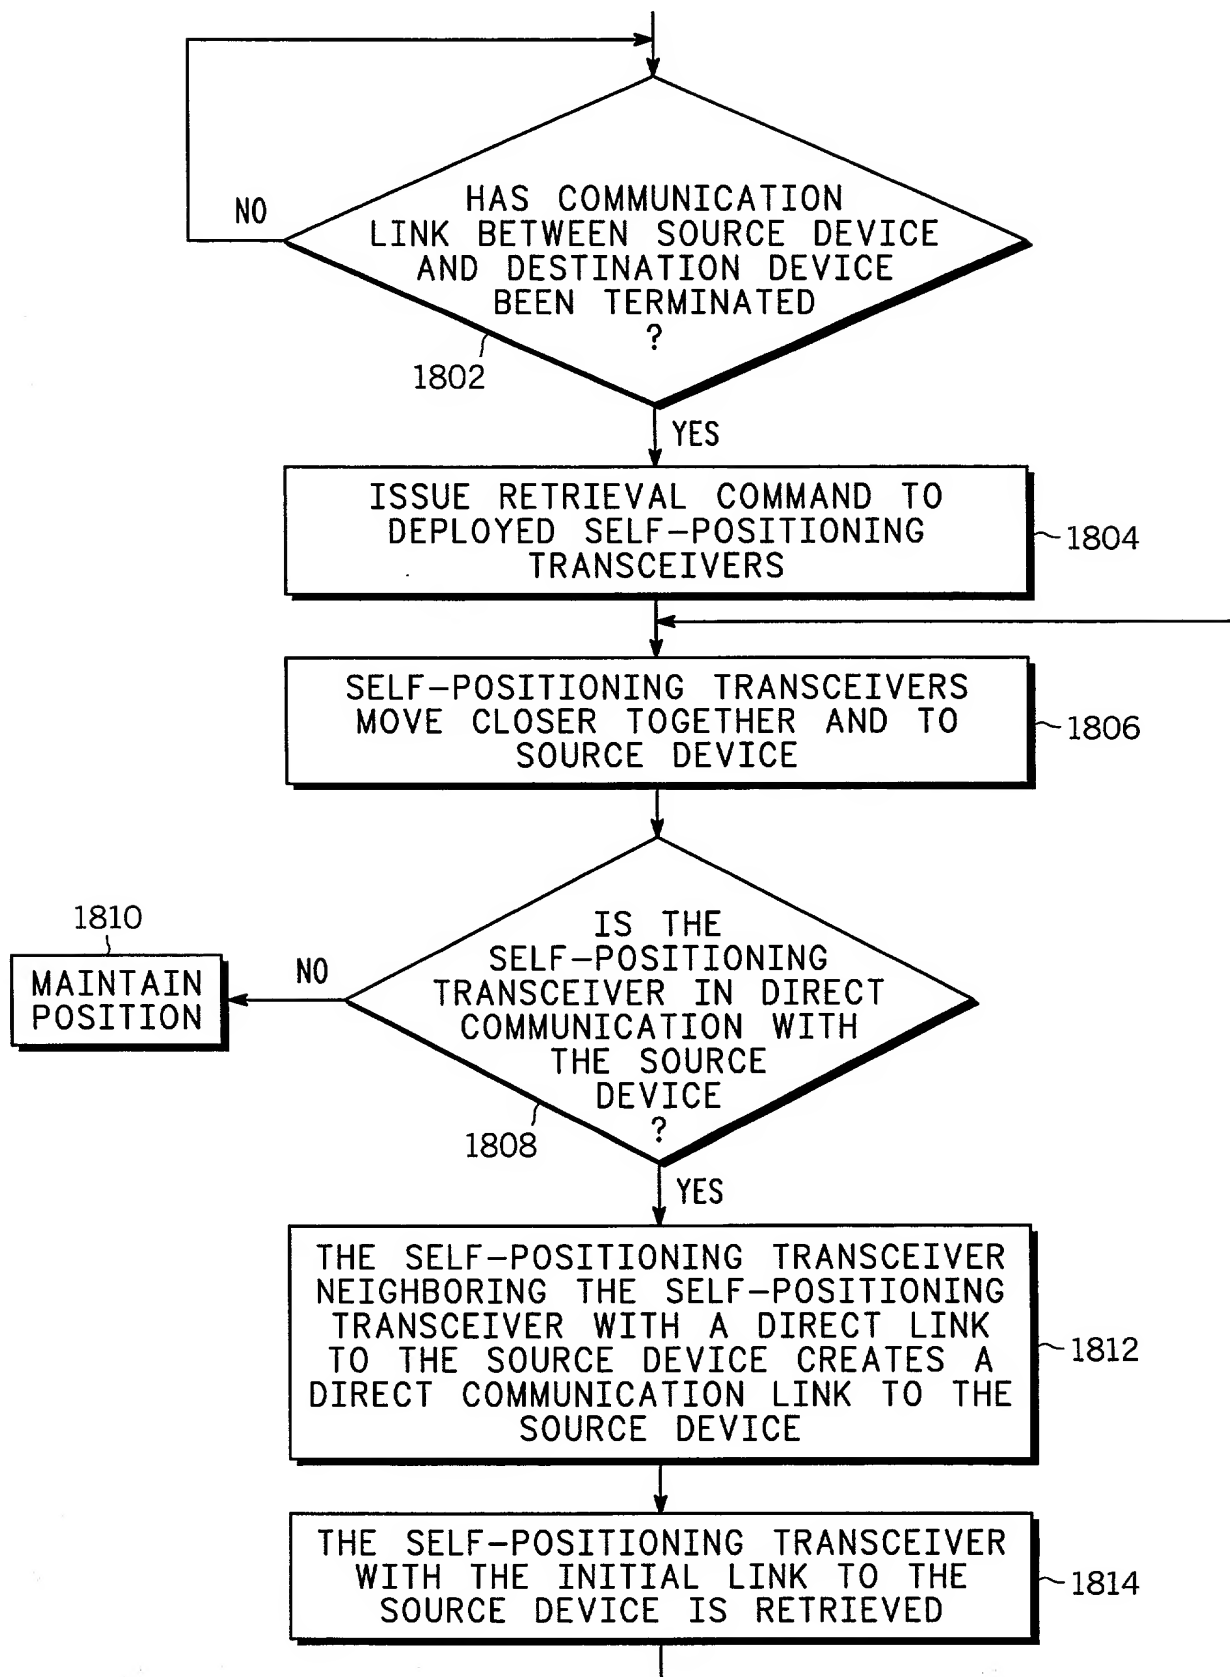 HAS COMMUNICATION
LINK BETWEEN SOURCE DEVICE
AND DESTINATION DEVICE
BEEN TERMINATED
?
NO
1802
YES
ISSUE RETRIEVAL COMMAND TO
DEPLOYED SELF-POSITIONING
TRANSCEIVERS
1804
SELF-POSITIONING TRANSCEIVERS
MOVE CLOSER TOGETHER AND TO
SOURCE DEVICE
1806
IS THE
SELF-POSITIONING
TRANSCEIVER IN DIRECT
COMMUNICATION WITH
THE SOURCE
DEVICE
?
1808
NO
1810
MAINTAIN
POSITION
YES
THE SELF-POSITIONING TRANSCEIVER
NEIGHBORING THE SELF-POSITIONING
TRANSCEIVER WITH A DIRECT LINK
TO THE SOURCE DEVICE CREATES A
DIRECT COMMUNICATION LINK TO THE
SOURCE DEVICE
1812
THE SELF-POSITIONING TRANSCEIVER
WITH THE INITIAL LINK TO THE
SOURCE DEVICE IS RETRIEVED
1814